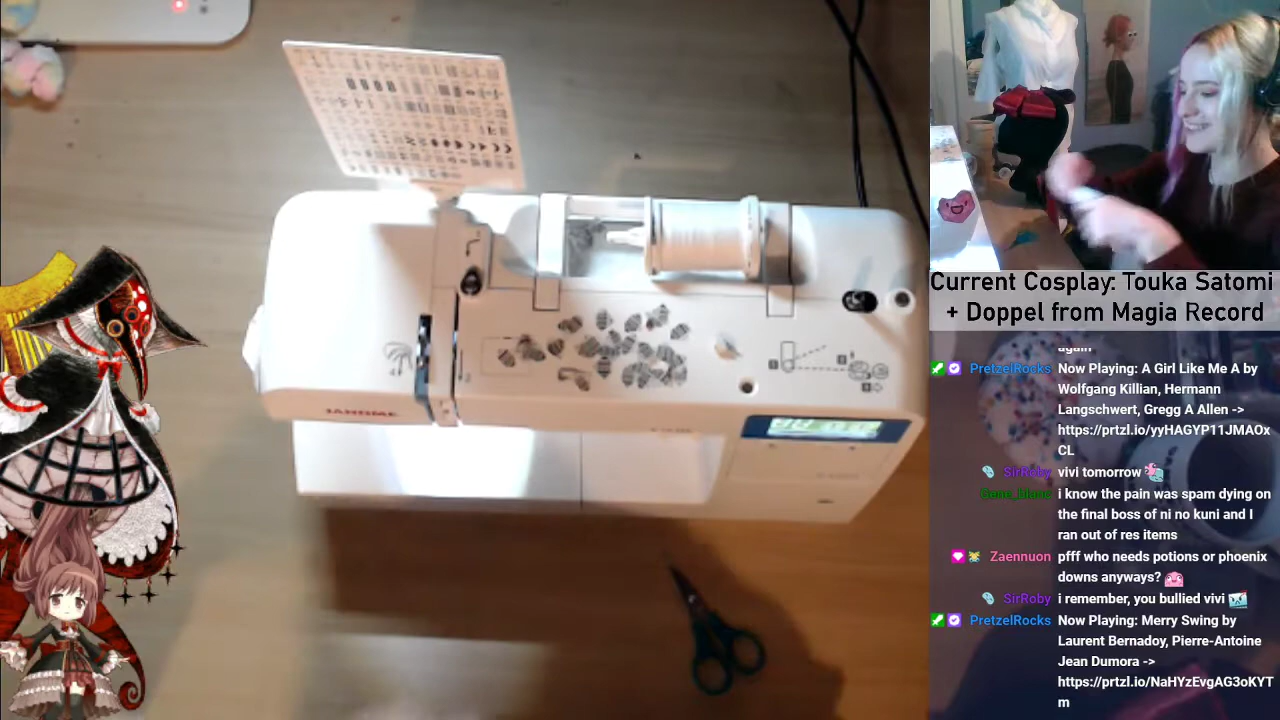 JANOME
Current Cosplay: Touka Satomi
+ Doppel from Magia Record
again
PretzelRocks Now Playing: A Girl Like Me A by
Wolfgang Killian, Hermann
Langschwert, Gregg A Allen ->
https://prtzl.io/yyHAGYP11JMAOx
CL
SirRoby vivi tomorrow
i know the pain was spam dying on
the final boss of ni no kuni and I
ran out of res items
Zaennuon pfff who needs potions or phoenix
downs anyways?
SirRoby i remember, you bullied vivi
PretzelRocks Now Playing: Merry Swing by
Laurent Bernadoy, Pierre-Antoine
Jean Dumora ->
https://prtzl.io/NaHYzEvgAG3oKYT
m